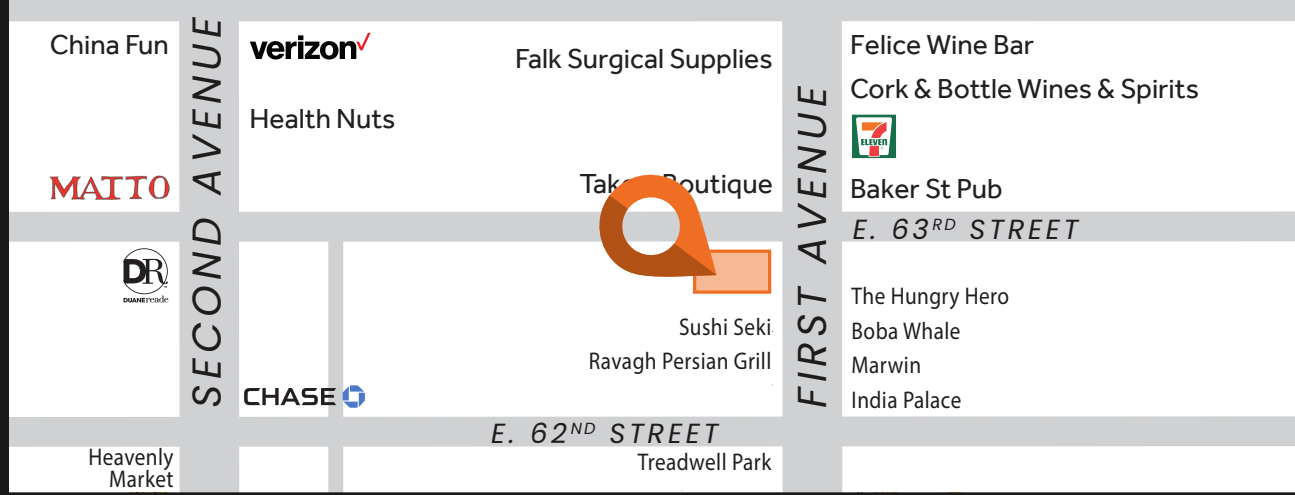 China Fun
MATTO
DR
DUANEreade
Heavenly
Market
SECOND AVENUE
verizon
Health Nuts
Falk Surgical Supplies
Boutique
Sushi Seki
Ravagh Persian Grill
CHASE
E. 62ND STREET
Treadwell Park
FIRST AVENUE
Felice Wine Bar
Cork & Bottle Wines & Spirits
7
ELEVEN
Baker St Pub
E. 63RD STREET
The Hungry Hero
Boba Whale
Marwin
India Palace